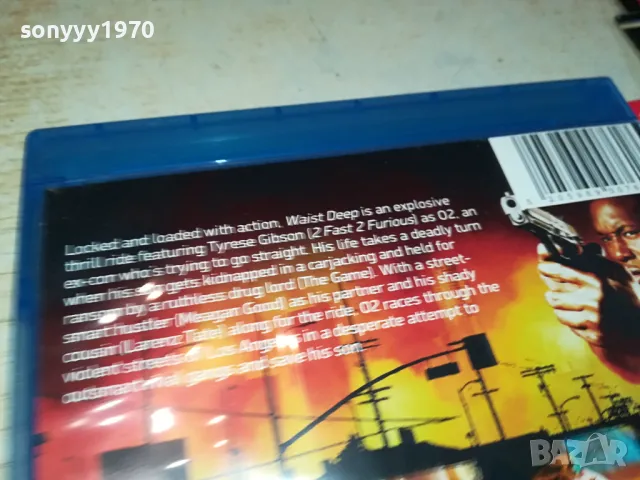 sonyyy1970
Locked and loaded with action, Waist Deep is an explosive
thrill ride featuring Tyrese Gibson (2 Fast 2 Furious) as O2, an
ex-con who's trying to go straight. His life takes a deadly turn
when his son gets kidnapped in a carjacking and held for
ransom by a ruthless drug lord (The Game). With a street-
smart hustler (Meagan Good) as his partner and his shady
cousin (Larenz Tate) along for the ride, O2 races through the
violent streets of Los Angeles in a desperate attempt to
outsmart rival gangs and save his son.
BAZAR
bg